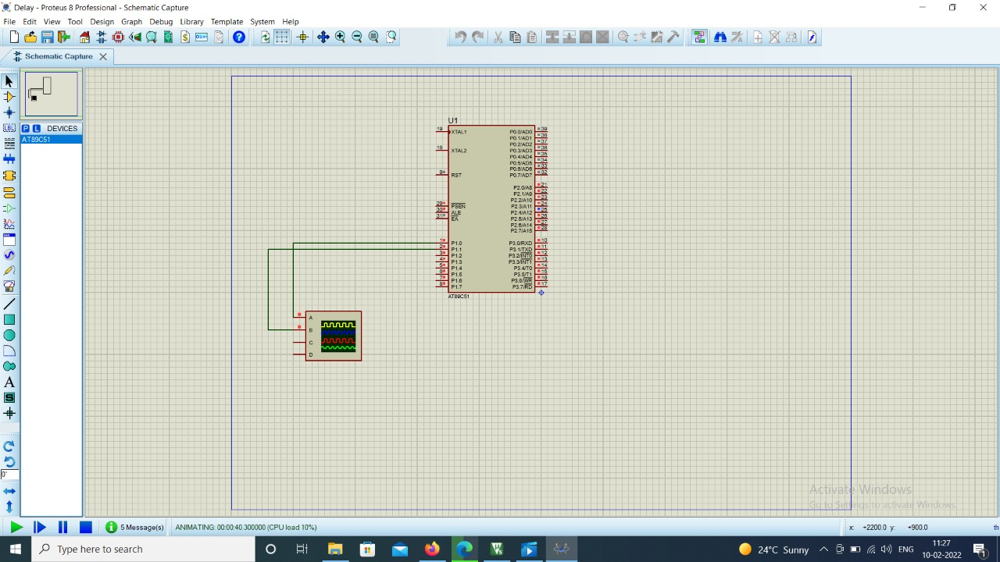 Delay - Proteus 8 Professional - Schematic Capture
File Edit View Tool Design Graph Debug Library Template System Help
Schematic Capture
P L DEVICES
AT89C51
LBL
A
S
0°
U1
19 XTAL1
18 XTAL2
9 RST
29 PSEN
30 ALE
31 EA
1 P1.0
2 P1.1
3 P1.2
4 P1.3
5 P1.4
6 P1.5
7 P1.6
8 P1.7
P0.0/AD0 39
P0.1/AD1 38
P0.2/AD2 37
P0.3/AD3 36
P0.4/AD4 35
P0.5/AD5 34
P0.6/AD6 33
P0.7/AD7 32
P2.0/A8 21
P2.1/A9 22
P2.2/A10 23
P2.3/A11 24
P2.4/A12 25
P2.5/A13 26
P2.6/A14 27
P2.7/A15 28
P3.0/RXD 10
P3.1/TXD 11
P3.2/INT0 12
P3.3/INT1 13
P3.4/T0 14
P3.5/T1 15
P3.6/WR 16
P3.7/RD 17
AT89C51
A
B
C
D
Activate Windows
Go to Settings to activate Windows.
5 Message(s)
ANIMATING: 00:00:40.300000 (CPU load 10%)
x: -2200.0 y: +900.0 th
Type here to search
24°C Sunny
ENG
11:27
10-02-2022
1